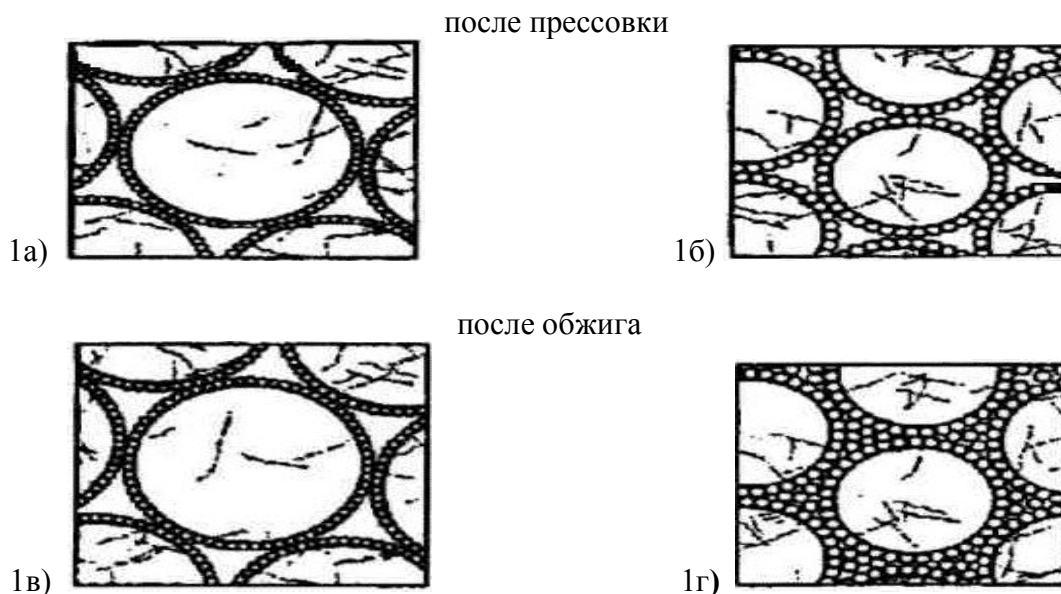 после прессовки
1а)
1б)
после обжига
1в)
1г)